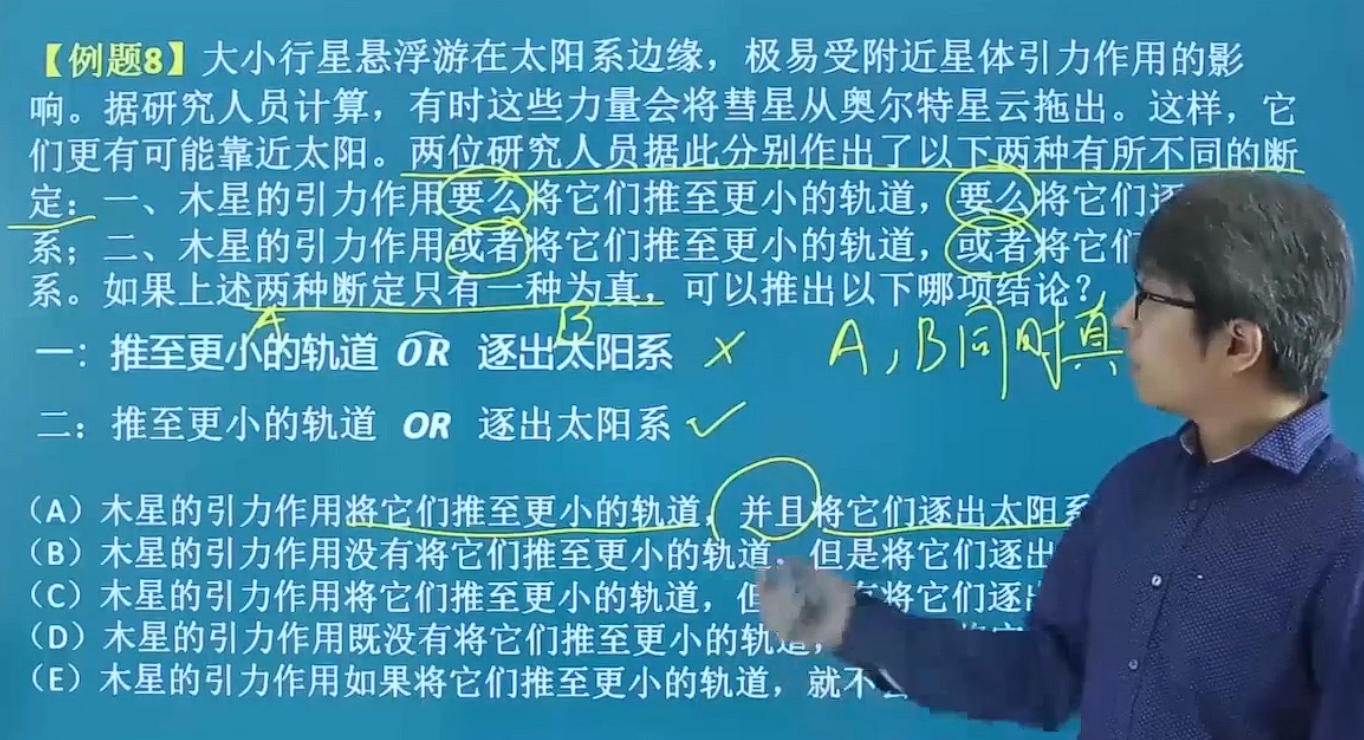 【例题8】大小行星悬浮游在太阳系边缘，极易受附近星体引力作用的影
响。据研究人员计算，有时这些力量会将彗星从奥尔特星云拖出。这样，它
们更有可能靠近太阳。两位研究人员据此分别作出了以下两种有所不同的断
定：一、木星的引力作用要么将它们推至更小的轨道，要么将它们逐
系；二、木星的引力作用或者将它们推至更小的轨道，或者将它们
系。如果上述两种断定只有一种为真，可以推出以下哪项结论？
A B
一：推至更小的轨道 OR 逐出太阳系 ×
A,B同时真
二：推至更小的轨道 OR 逐出太阳系 ✓
（A）木星的引力作用将它们推至更小的轨道，并且将它们逐出太阳系
（B）木星的引力作用没有将它们推至更小的轨道，但是将它们逐出
（C）木星的引力作用将它们推至更小的轨道，但 将它们逐出
（D）木星的引力作用既没有将它们推至更小的轨道，
（E）木星的引力作用如果将它们推至更小的轨道，就不